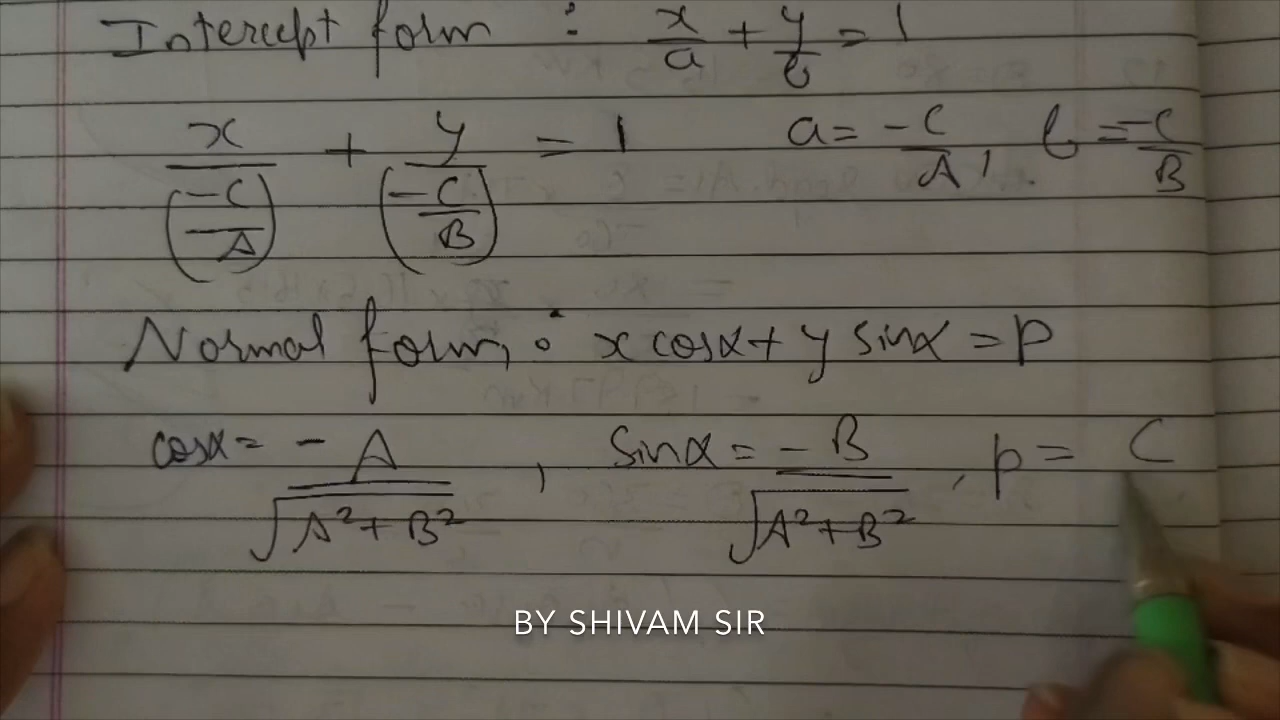 Intercept form : x/a + y/b = 1
x/(-C/A) + y/(-C/B) = 1 a = -C/A, b = -C/B
Normal form : x cosα + y sinα = p
cosα = -A/√(A²+B²), sinα = -B/√(A²+B²), p = C
BY SHIVAM SIR